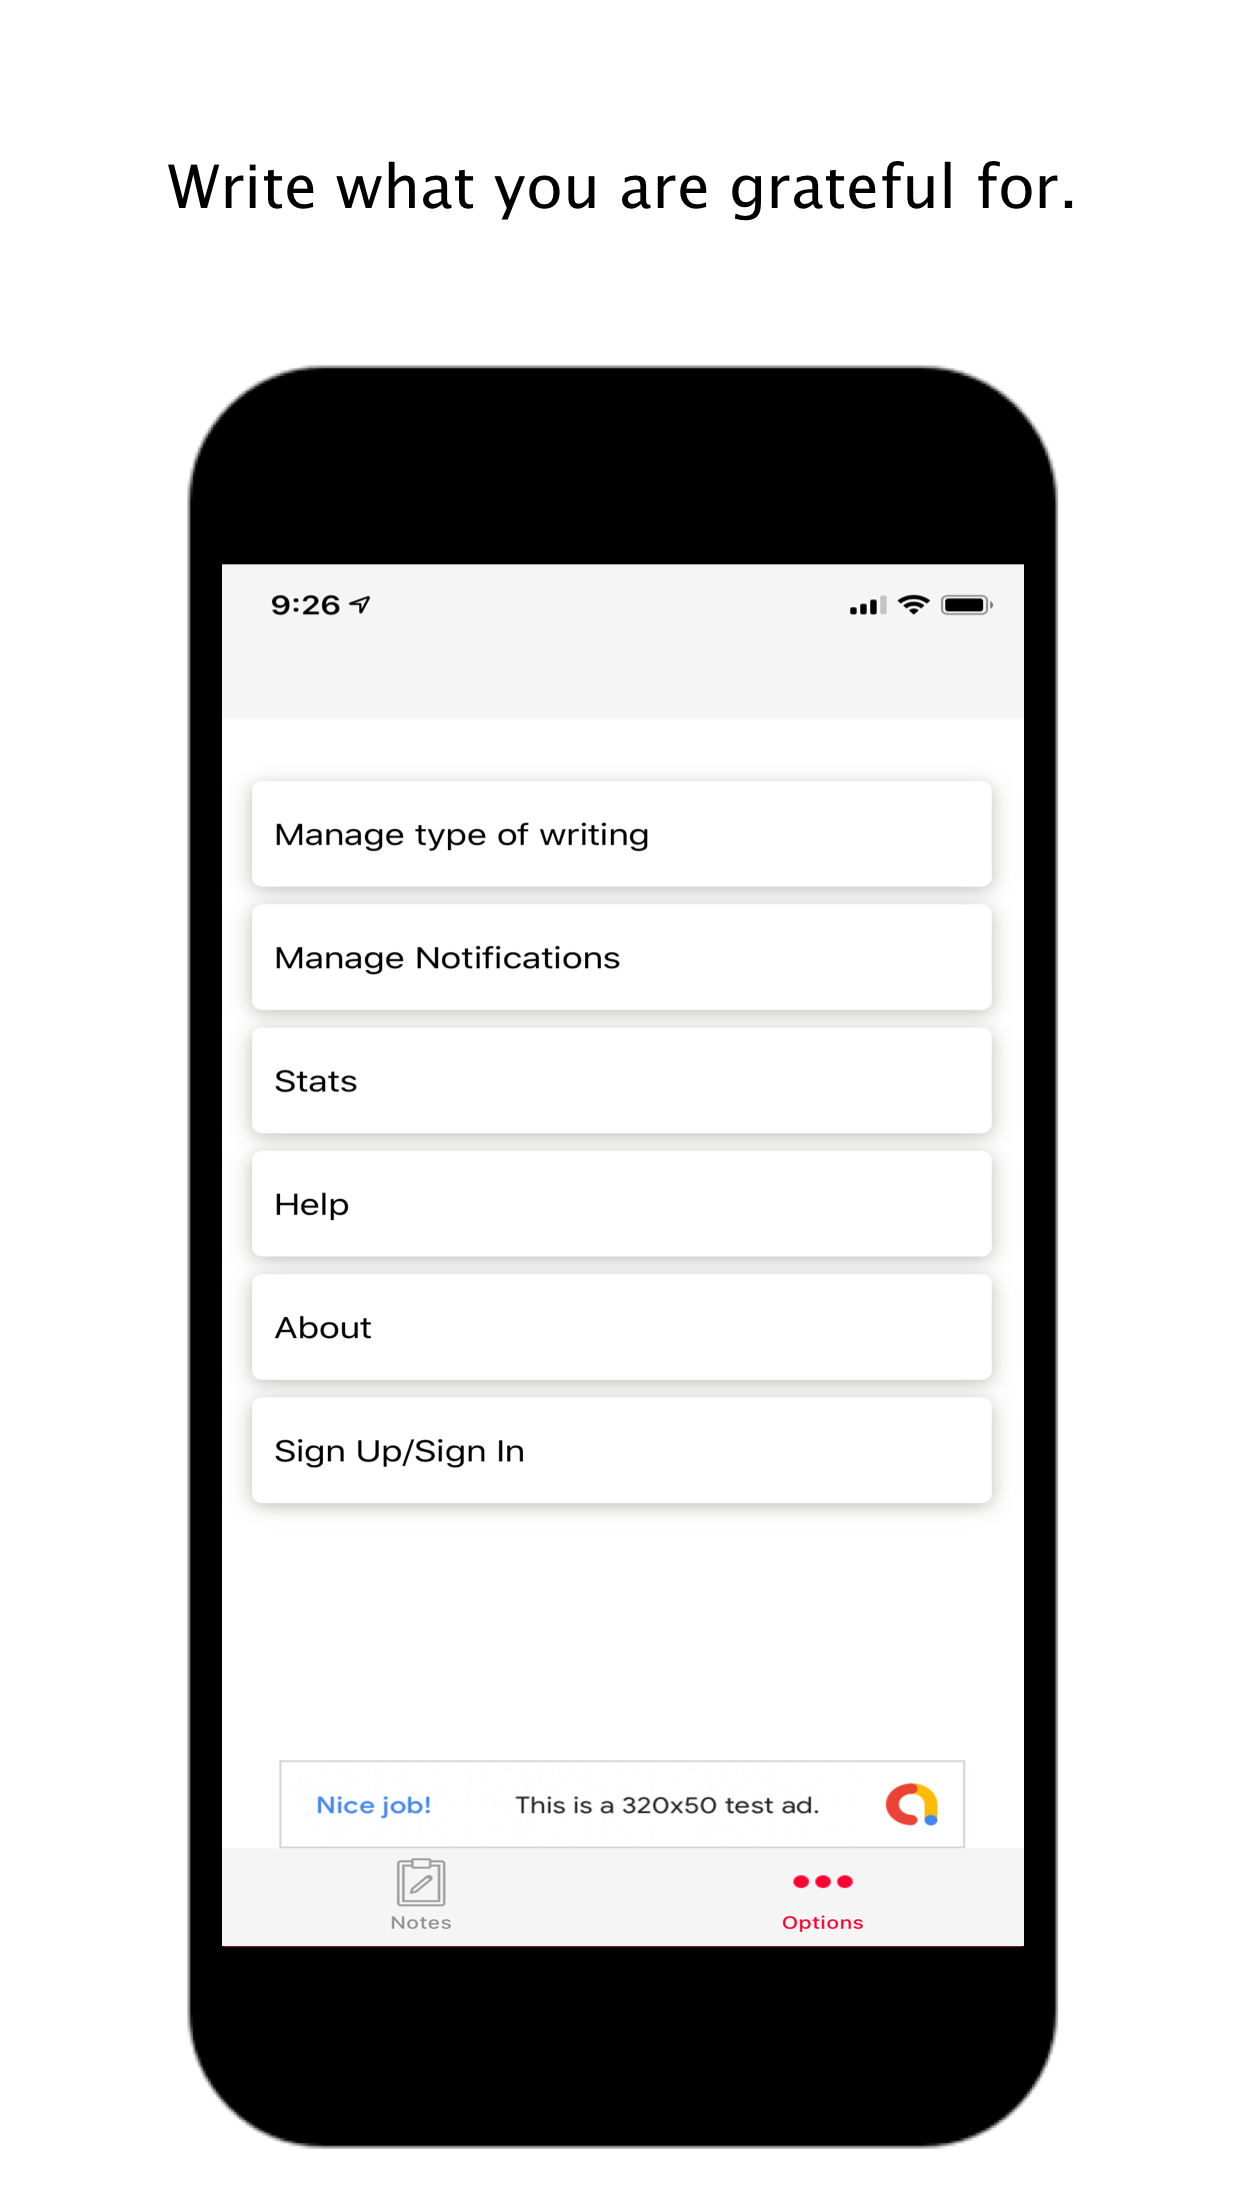 Write what you are grateful for.
9:26
Manage type of writing
Manage Notifications
Stats
Help
About
Sign Up/Sign In
Nice job! This is a 320x50 test ad.
Notes Options